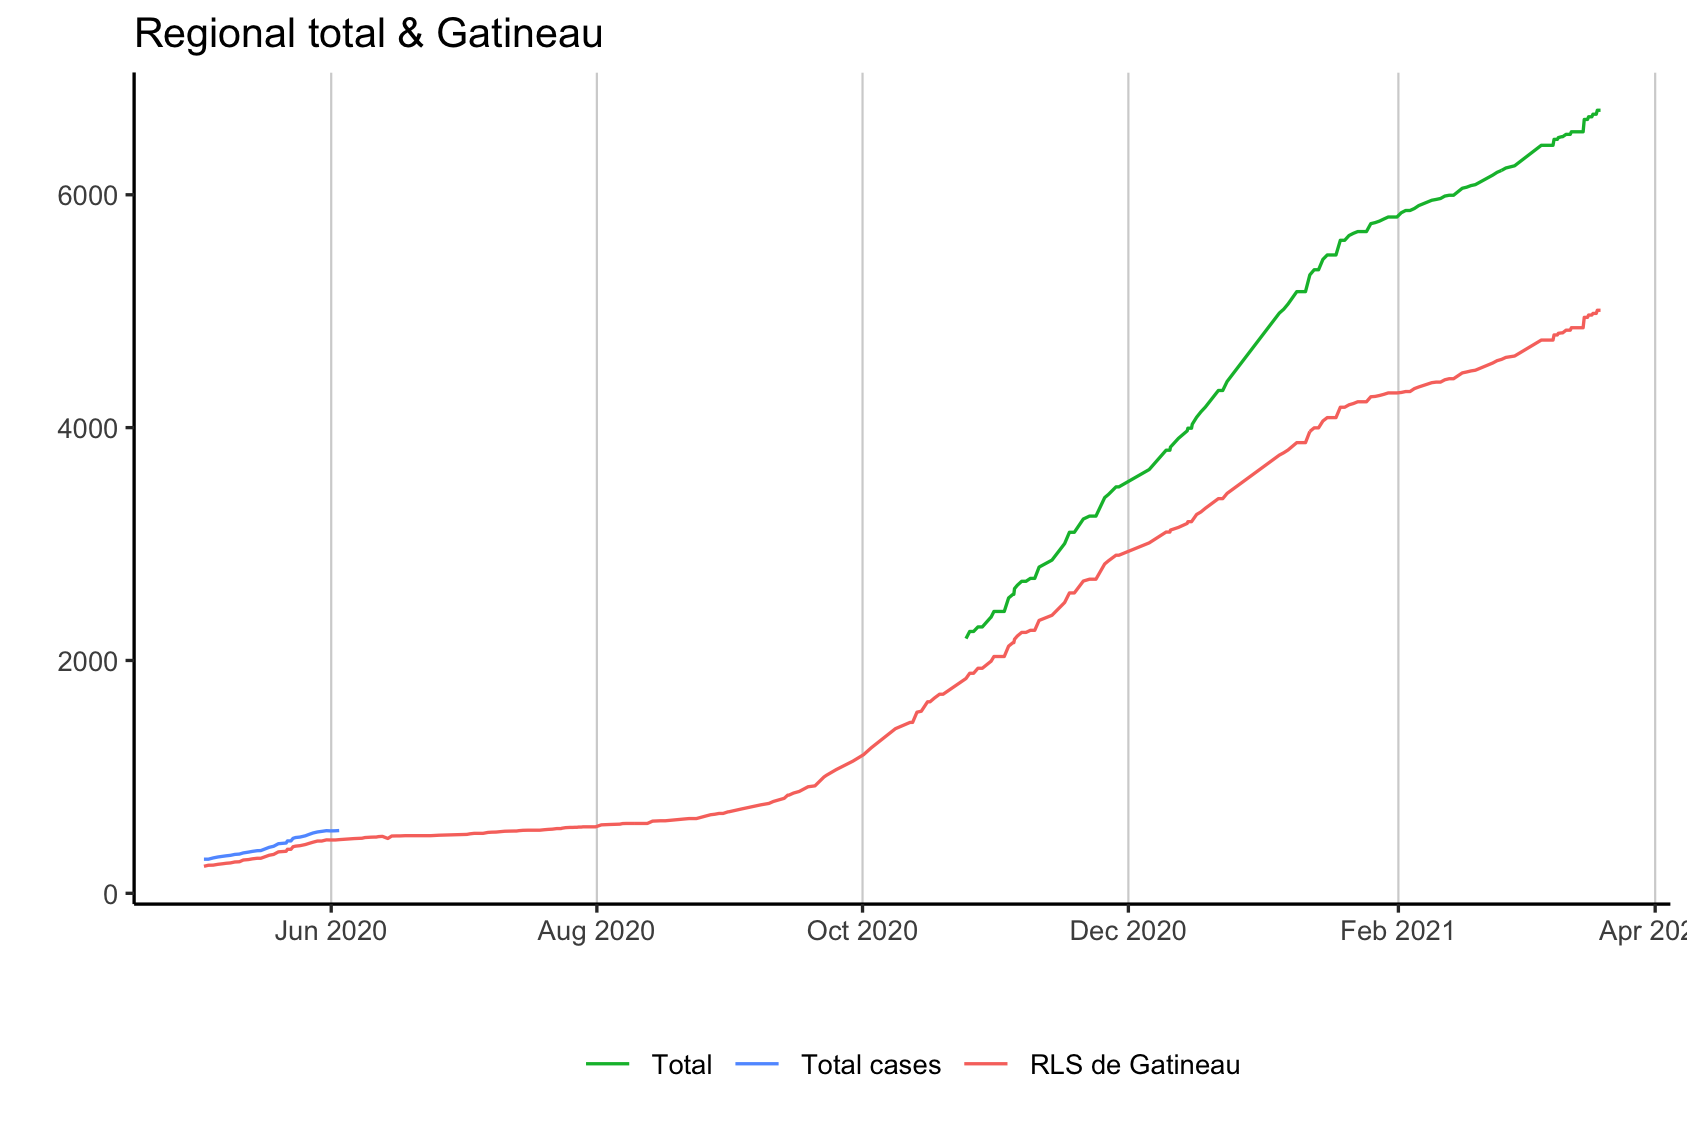 Regional total & Gatineau
6000
4000
2000
0
Jun 2020 Aug 2020 Oct 2020 Dec 2020 Feb 2021 Apr 202
Total Total cases RLS de Gatineau